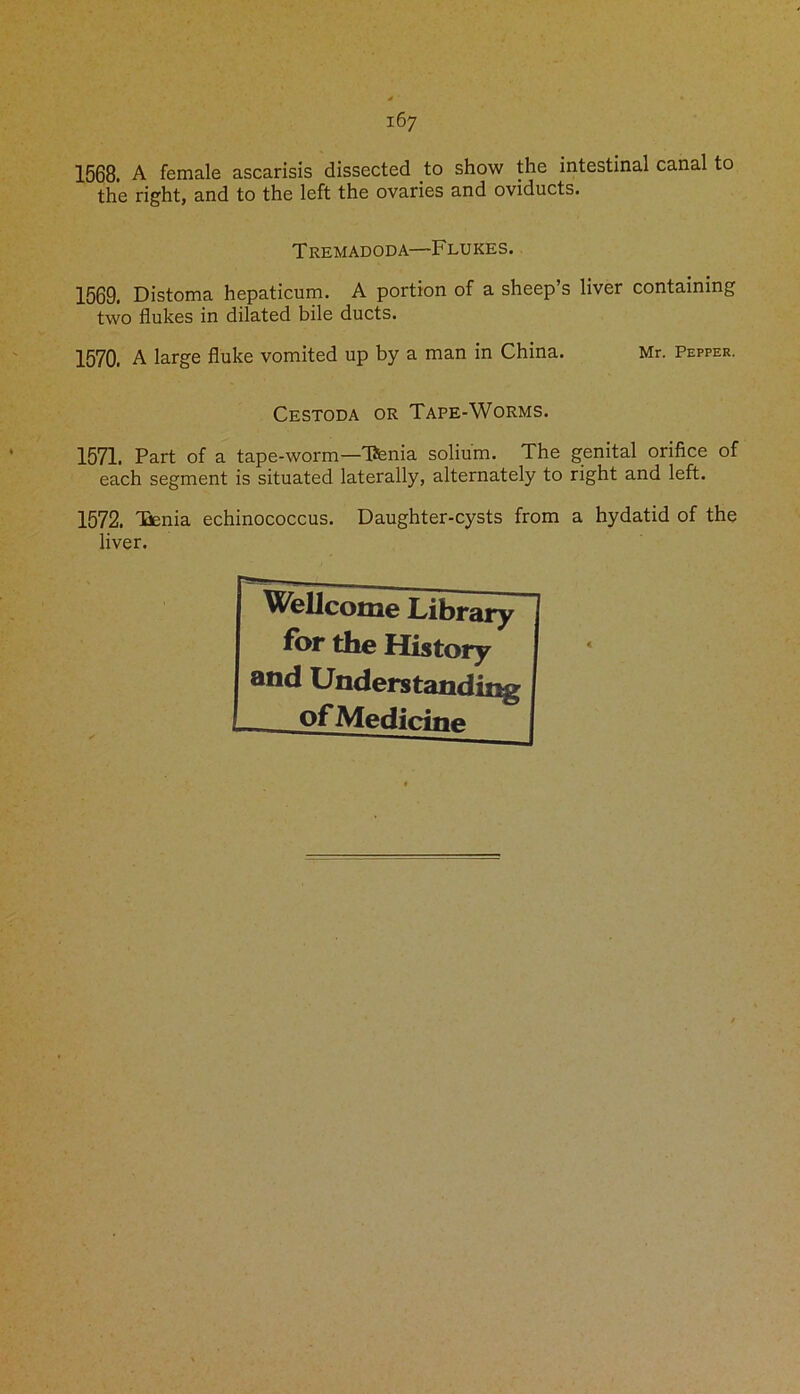 167
1568. A female ascarisis dissected to show the intestinal canal to
the right, and to the left the ovaries and oviducts.
Tremadoda—Flukes.
1569. Distoma hepaticum. A portion of a sheep's liver containing
two flukes in dilated bile ducts.
1570. A large fluke vomited up by a man in China. Mr. Pepper.
Cestoda or Tape-Worms.
1571. Part of a tape-worm—Tænia solium. The genital orifice of
each segment is situated laterally, alternately to right and left.
1572. Tænia echinococcus. Daughter-cysts from a hydatid of the
liver.
Wellcome Library
for the History
and Understanding
of Medicine